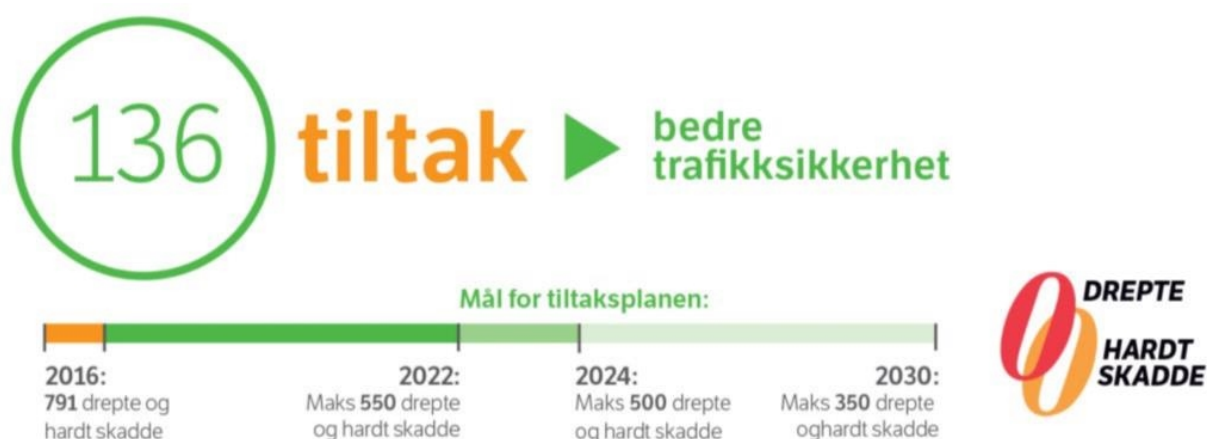 136
tiltak
bedre
trafikksikkerhet
Mål for tiltaksplanen:
2016:
791 drepte og
hardt skadde
2022:
Maks 550 drepte
og hardt skadde
2024:
Maks 500 drepte
og hardt skadde
2030:
Maks 350 drepte
oghardt skadde
0 DREPTE
0 HARDT
SKADDE